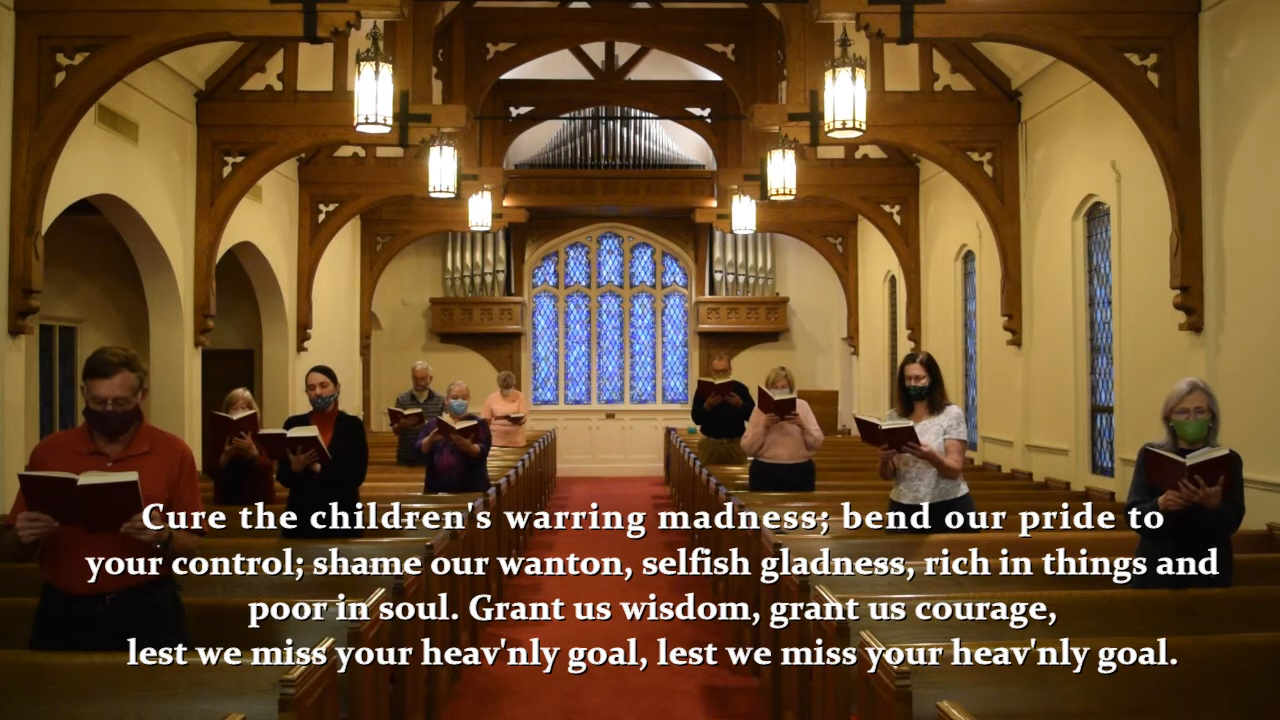 Cure the children's warring madness; bend our pride to
your control; shame our wanton, selfish gladness, rich in things and
poor in soul. Grant us wisdom, grant us courage,
lest we miss your heav'nly goal, lest we miss your heav'nly goal.